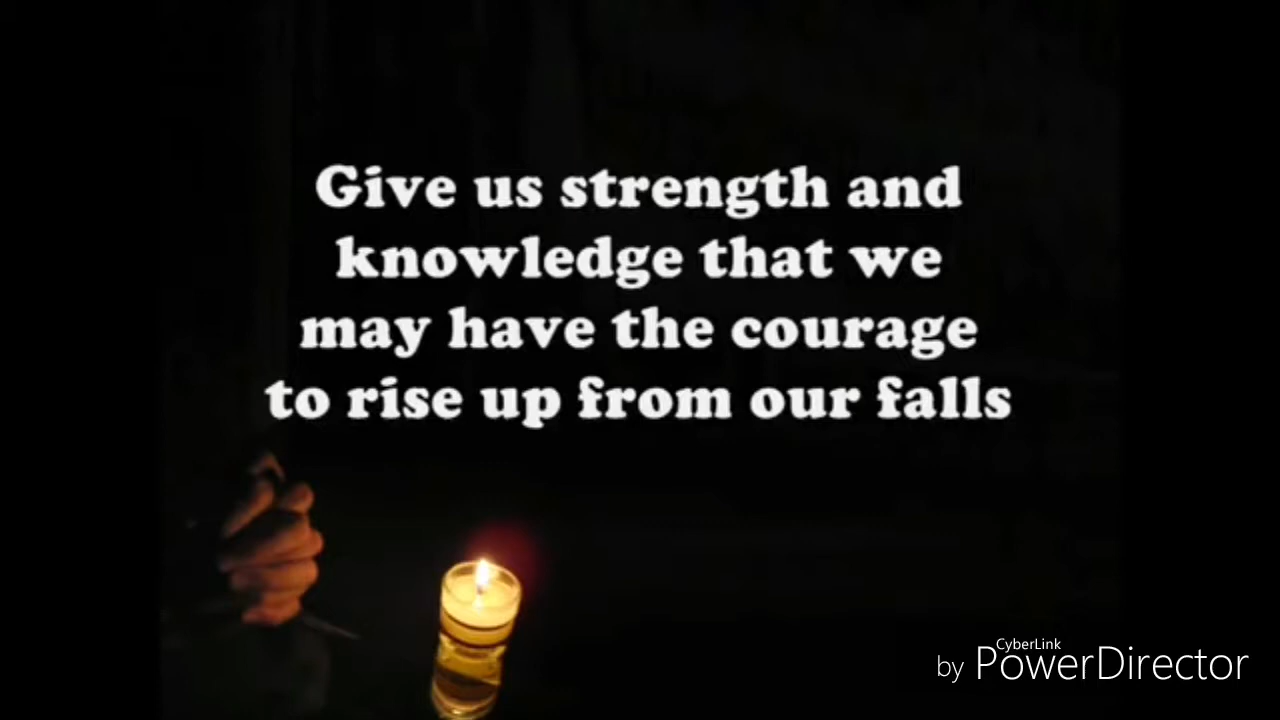 Give us strength and
knowledge that we
may have the courage
to rise up from our falls
CyberLink
by PowerDirector